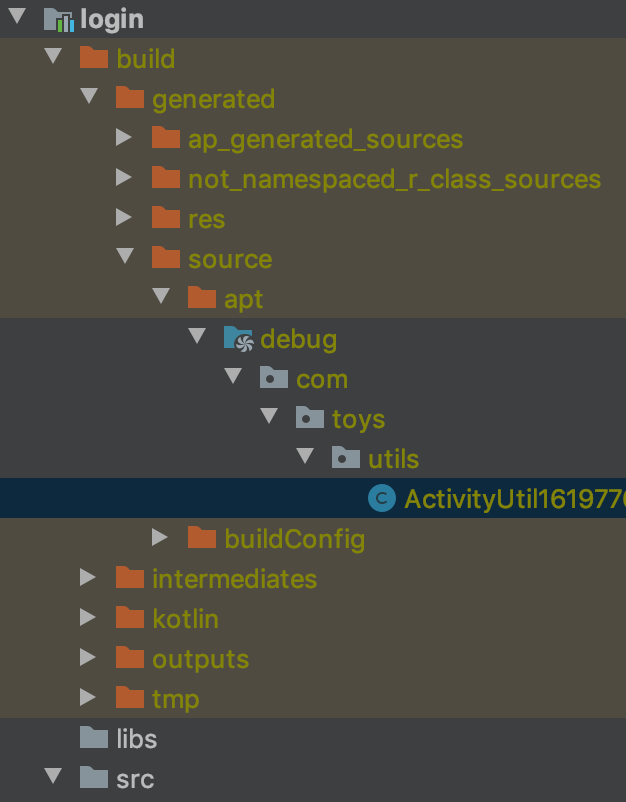 login
build
generated
ap_generated_sources
not_namespaced_r_class_sources
res
source
apt
debug
com
toys
utils
ActivityUtil161977
buildConfig
intermediates
kotlin
outputs
tmp
libs
src